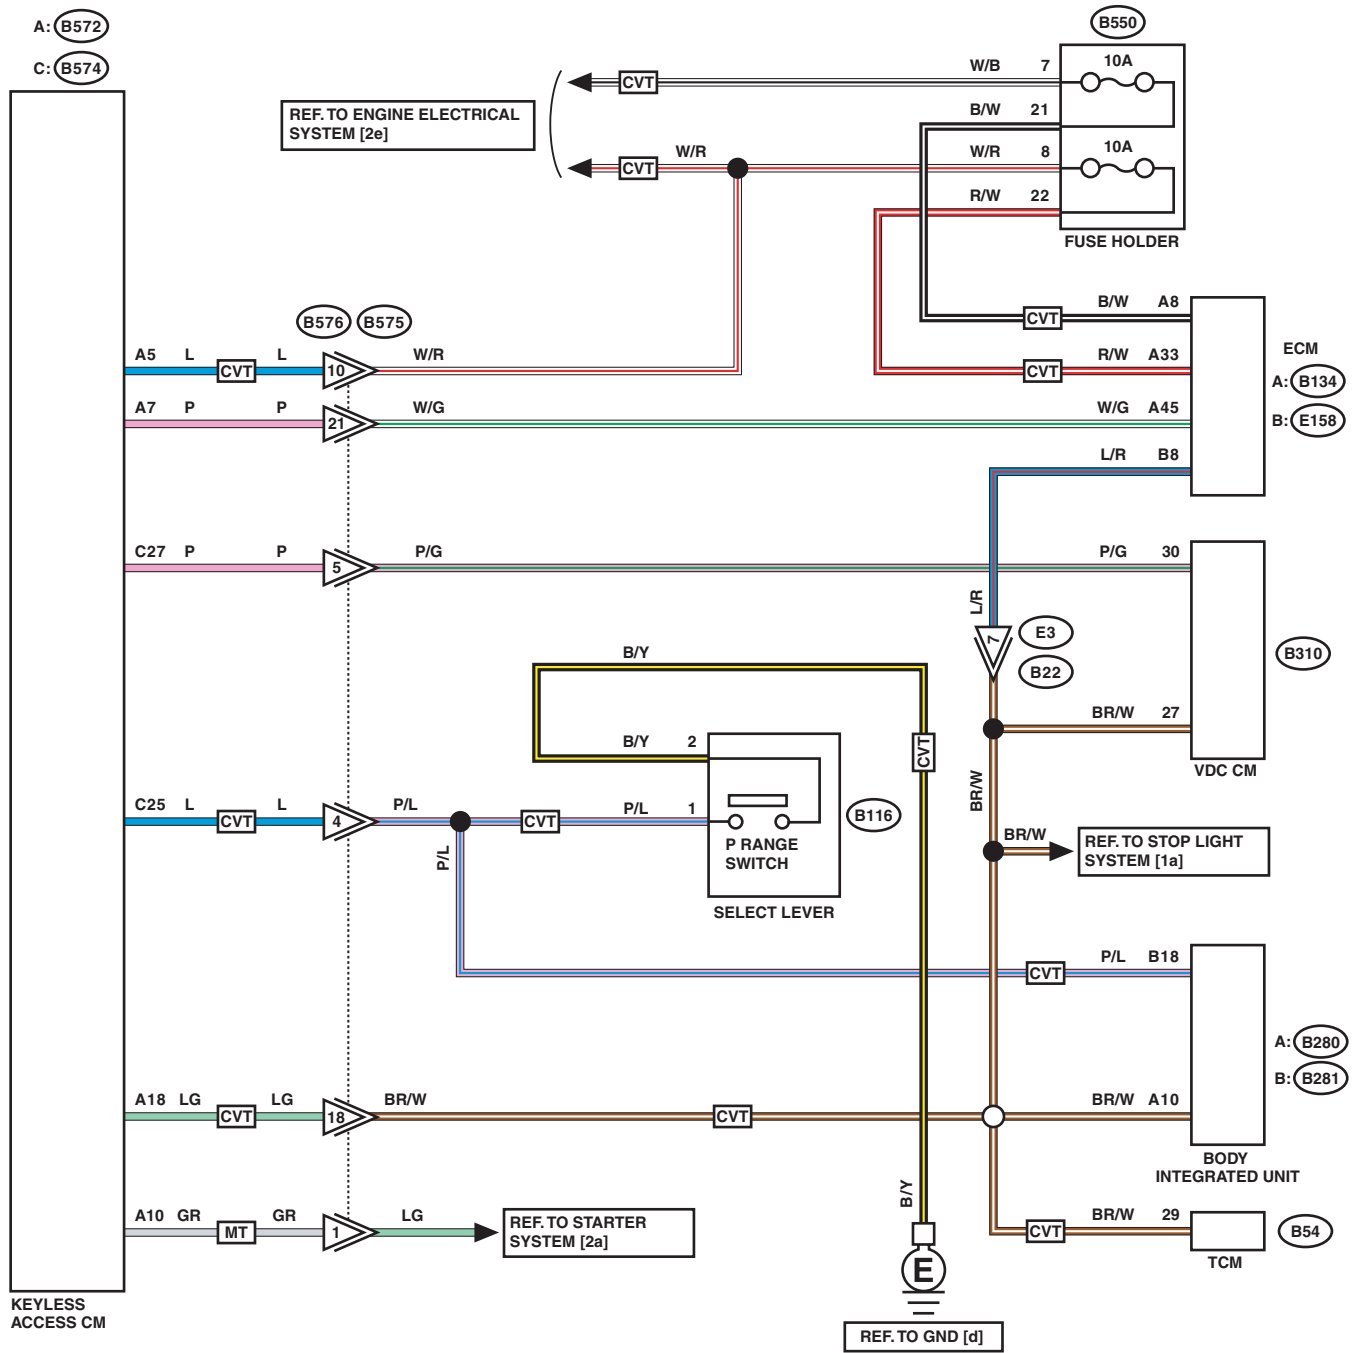 A: B572
C: B574
B550
W/B 7
10A
CVT
REF. TO ENGINE ELECTRICAL
SYSTEM [2e]
B/W 21
W/R
W/R 8
10A
CVT
R/W 22
FUSE HOLDER
B576 B575
B/W A8
CVT
ECM
A: B134
B: E158
A5 L CVT L 10 W/R
R/W A33
CVT
A7 P P 21 W/G
W/G A45
L/R B8
C27 P P 5 P/G
P/G 30
L/R
7
E3
B22
B310
B/Y
B/Y 2
CVT
BR/W 27
VDC CM
BR/W
C25 L CVT L 4 P/L
CVT
P/L 1
P/L
P RANGE
SWITCH
B116
SELECT LEVER
BR/W
REF. TO STOP LIGHT
SYSTEM [1a]
P/L B18
CVT
A: B280
B: B281
A18 LG CVT LG 18 BR/W
CVT
BR/W A10
BODY
INTEGRATED UNIT
B/Y
A10 GR MT GR 1 LG
REF. TO STARTER
SYSTEM [2a]
BR/W 29
CVT
B54
TCM
E
REF. TO GND [d]
KEYLESS
ACCESS CM